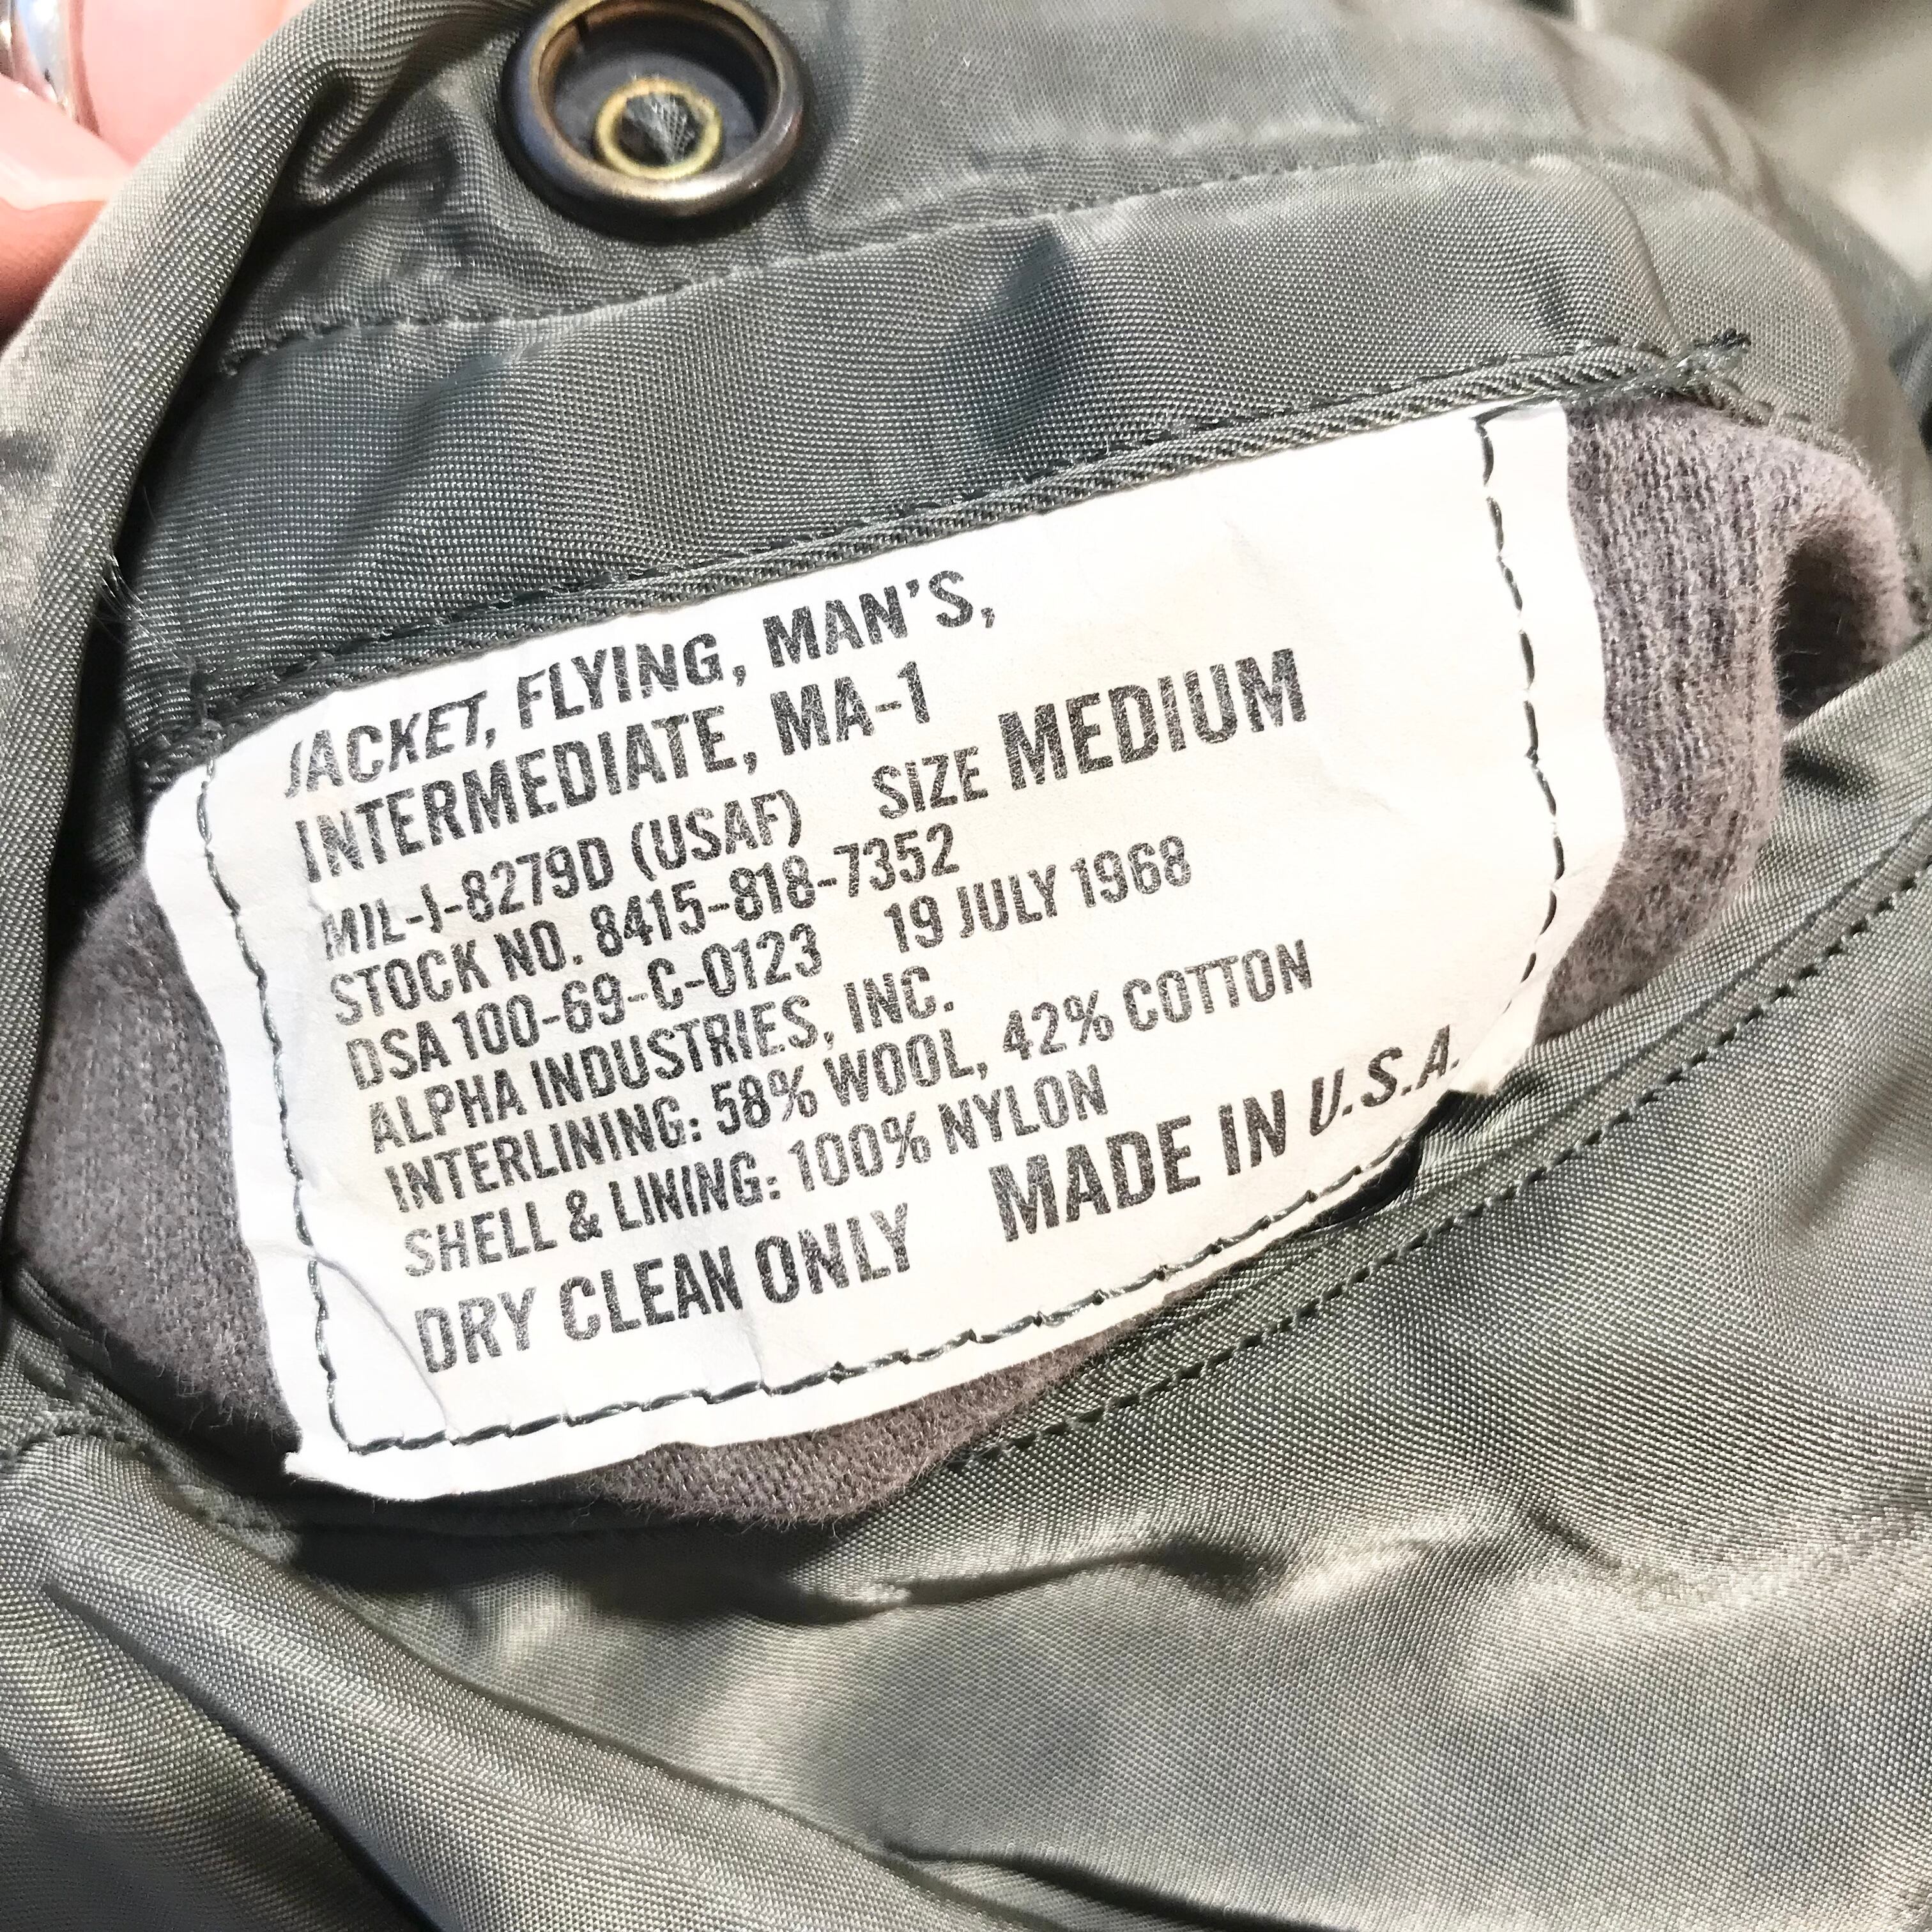 JACKET, FLYING, MAN'S,
INTERMEDIATE, MA-1
MIL-J-8279D (USAF) SIZE MEDIUM
STOCK NO. 8415-818-7352
DSA 100-69-C-0123 19 JULY 1968
ALPHA INDUSTRIES, INC.
INTERLINING: 58% WOOL, 42% COTTON
SHELL & LINING: 100% NYLON
DRY CLEAN ONLY MADE IN U.S.A.